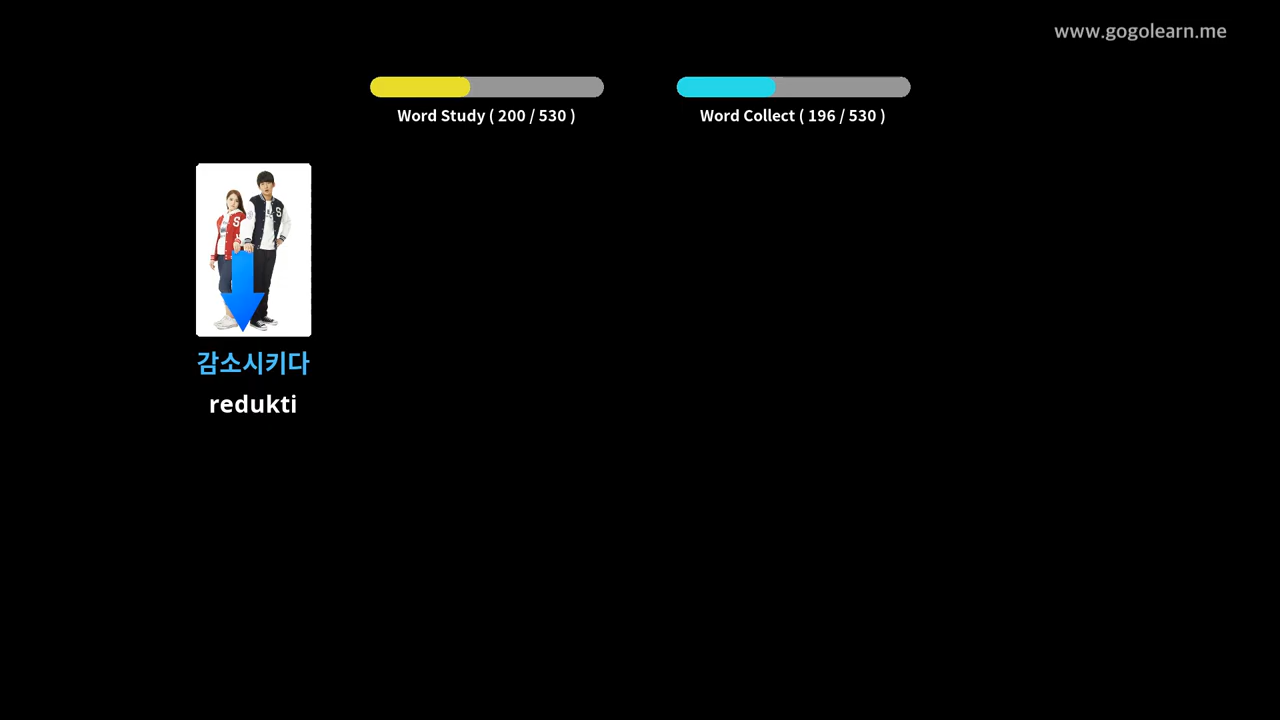 www.gogolearn.me
Word Study ( 200 / 530 )
Word Collect ( 196 / 530 )
S
S
감소시키다
redukti